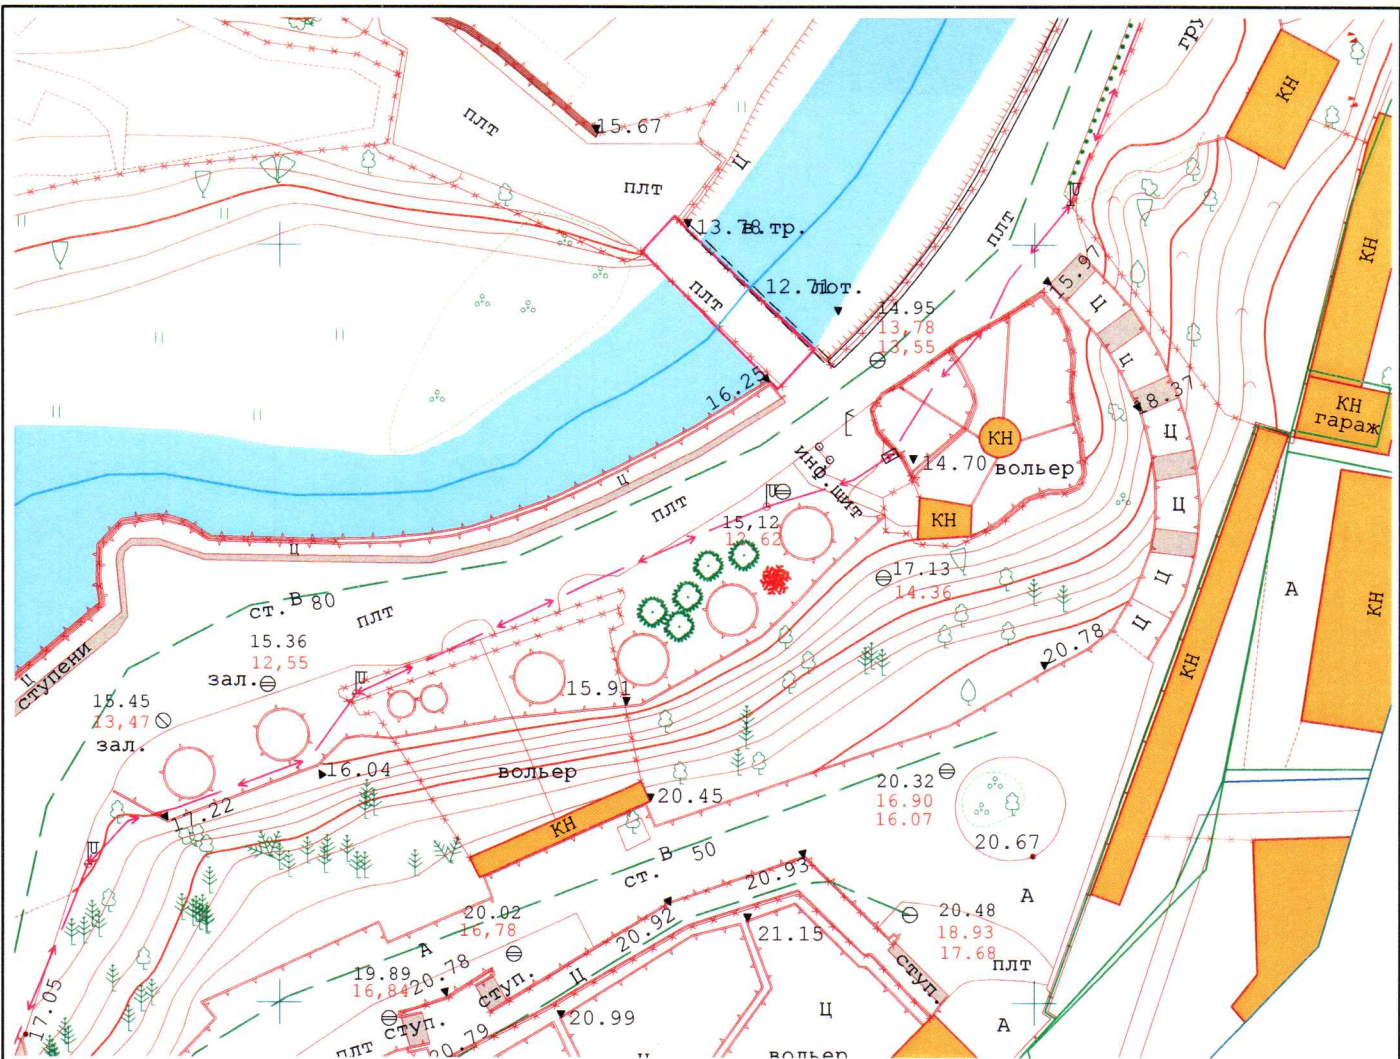 гру
КН
15.67
плт
Ц
плт
плт
13.78
в.тр.
КН
12.71
лот.
плт
15.97
14.95
13,78
13,55
Ц
Ц
16.25
18.37
КН
гараж
КН
Ц
14.70
вольер
инф.щит
Ц
плт
Ц
15,12
12,62
КН
Ц
17.13
14.36
Ц
А
КН
ст. В 80
плт
15.36
12,55
Ц
20.78
КН
Ц
ступени
зал.
15.91
15.45
13,47
зал.
16.04
вольер
20.45
20.32
16.90
16.07
17.22
КН
20.67
ст. В 50
20.93
А
20.02
16,78
20.92
20.48
18.93
17.68
21.15
А
плт
19.89
16,84
20.78
ступ.
Ц
ступ.
17.05
ступ.
20.99
Ц
А
плт
20.79
Ц
вольер